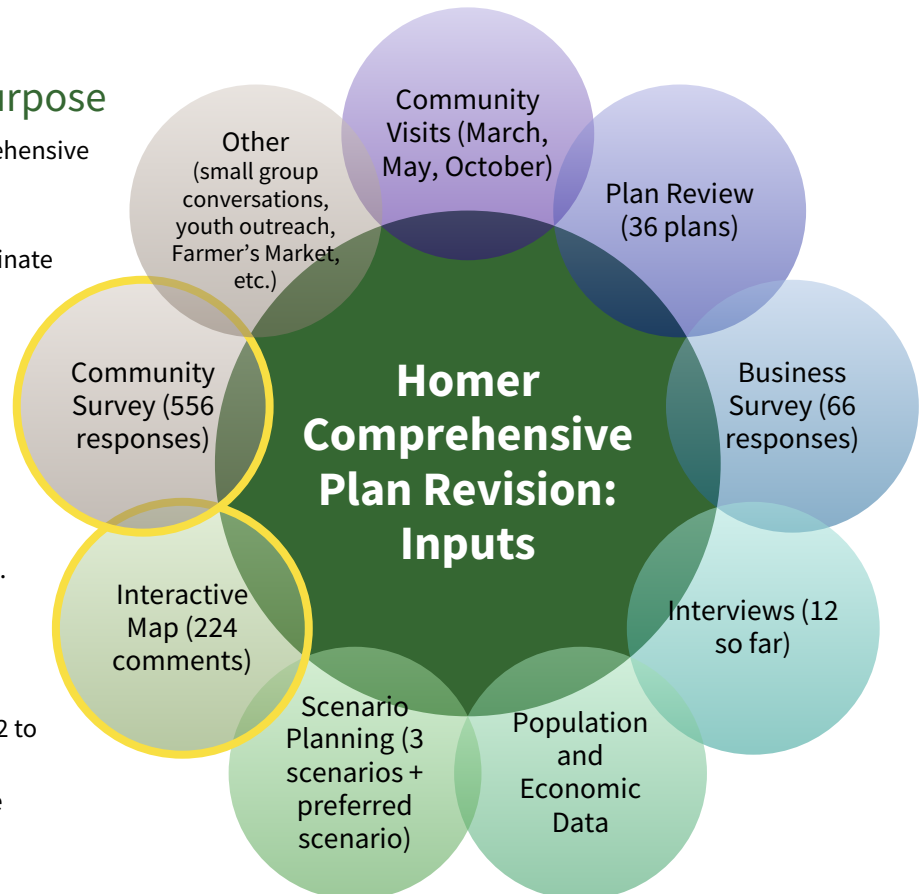 urpose
ehensive
inate
.
2 to
e
Community
Visits (March,
May, October)
Plan Review
(36 plans)
Business
Survey (66
responses)
Interviews (12
so far)
Population
and
Economic
Data
Scenario
Planning (3
scenarios +
preferred
scenario)
Interactive
Map (224
comments)
Community
Survey (556
responses)
Other
(small group
conversations,
youth outreach,
Farmer's Market,
etc.)
Homer
Comprehensive
Plan Revision:
Inputs